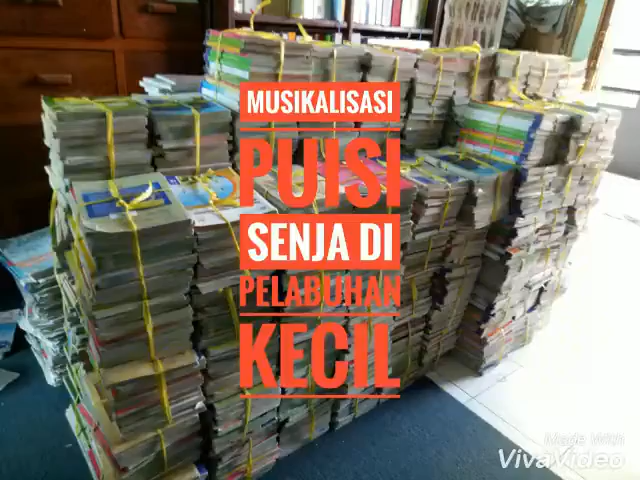 MUSIKALISASI
PUISI
SENJA DI
PELABUHAN
KECIL
Made With
VivaVideo